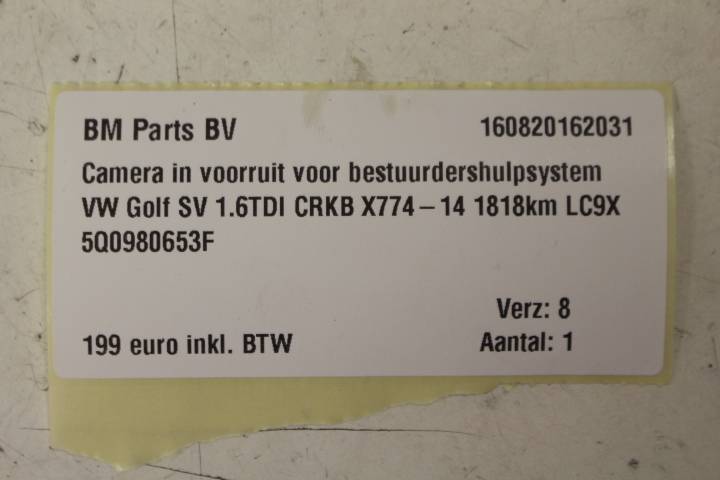 BM Parts BV 160820162031
Camera in voorruit voor bestuurdershulpsystem
VW Golf SV 1.6TDI CRKB X774 – 14 1818km LC9X
5Q0980653F
Verz: 8
199 euro inkl. BTW Aantal: 1